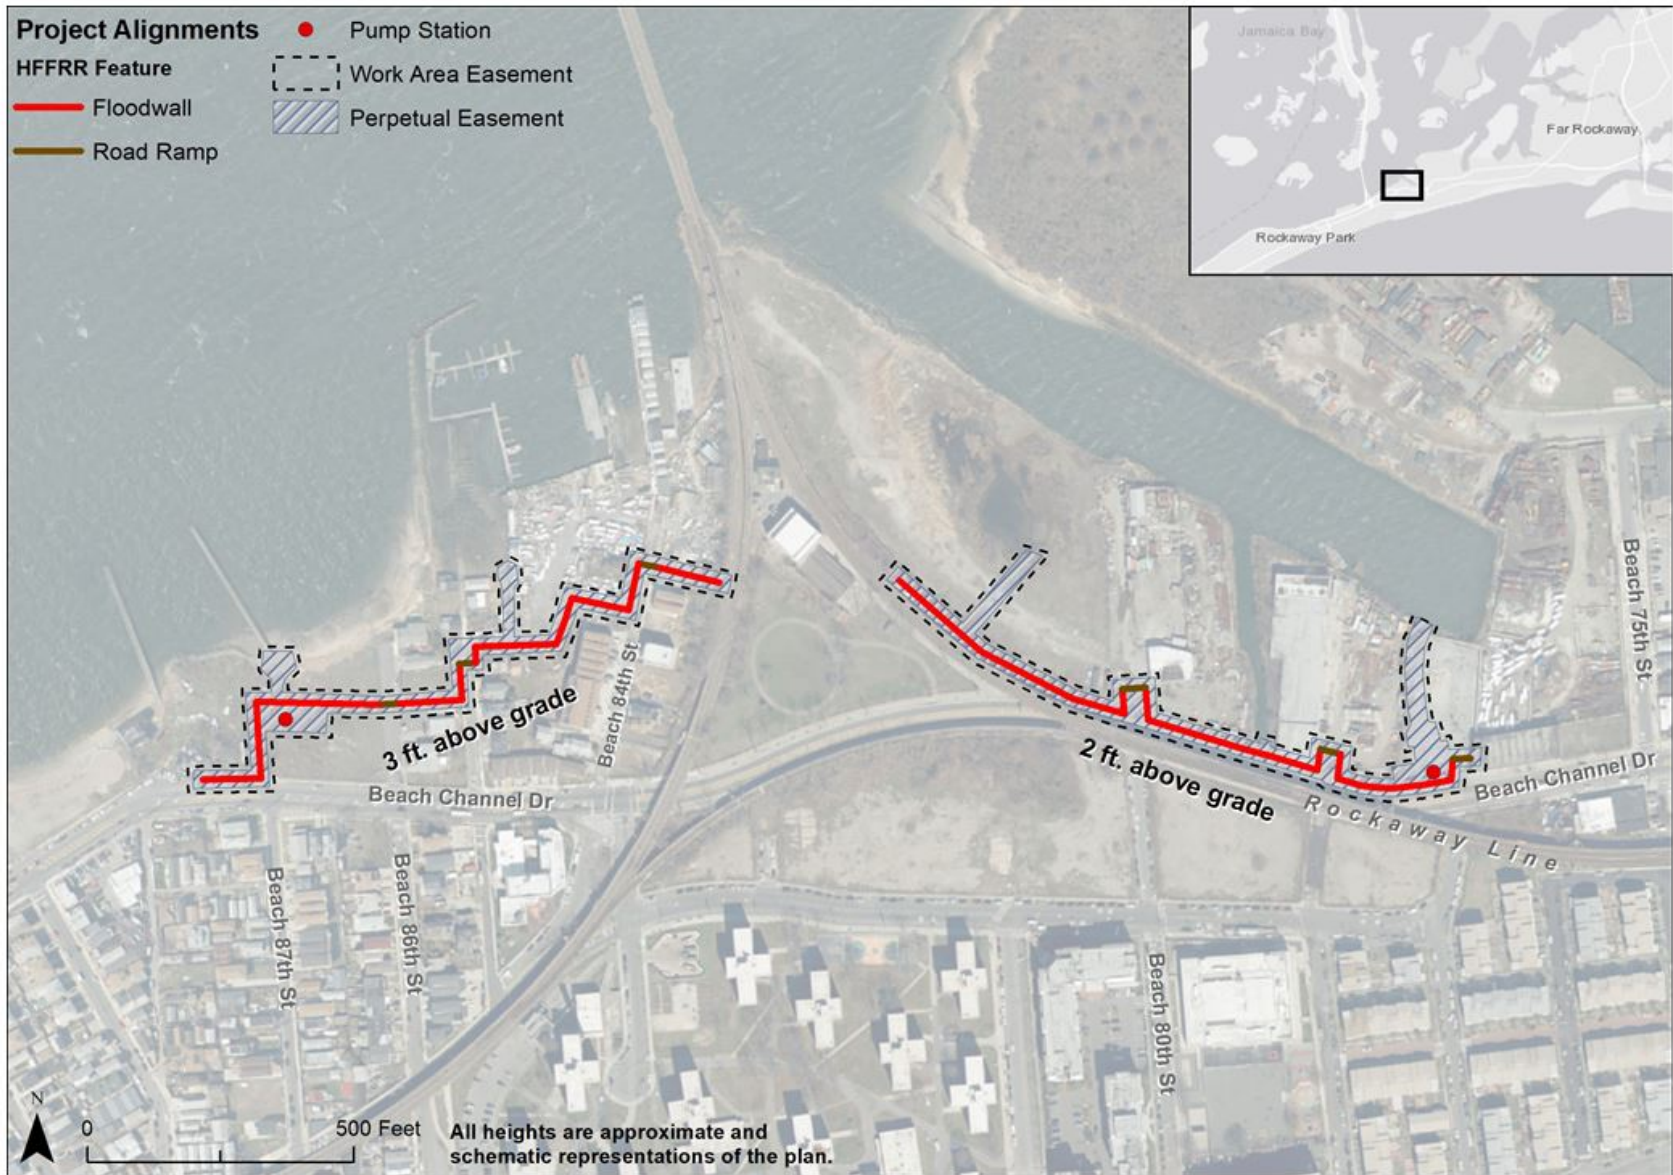 Project Alignments
HFFRR Feature
Floodwall
Road Ramp
Pump Station
Work Area Easement
Perpetual Easement
Jamaica Bay
Far Rockaway
Rockaway Park
Beach 75th St
Beach 84th St
3 ft. above grade
2 ft. above grade
Beach Channel Dr
Beach Channel Dr
Rockaway Line
Beach 87th St
Beach 86th St
Beach 80th St
N
0
500 Feet
All heights are approximate and
schematic representations of the plan.